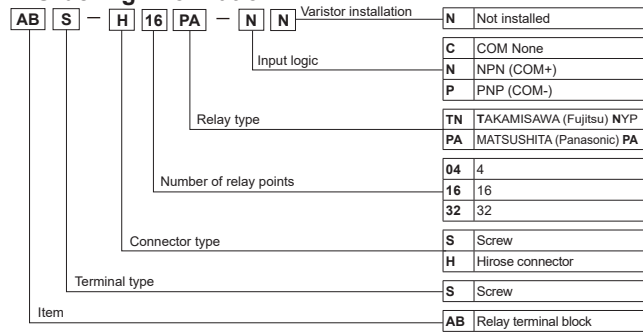 AB S - H 16 PA - N N
Varistor installation
N Not installed
Input logic
C COM None
N NPN (COM+)
P PNP (COM-)
Relay type
TN TAKAMISAWA (Fujitsu) NYP
PA MATSUSHITA (Panasonic) PA
Number of relay points
04 4
16 16
32 32
Connector type
S Screw
H Hirose connector
Terminal type
S Screw
Item
AB Relay terminal block